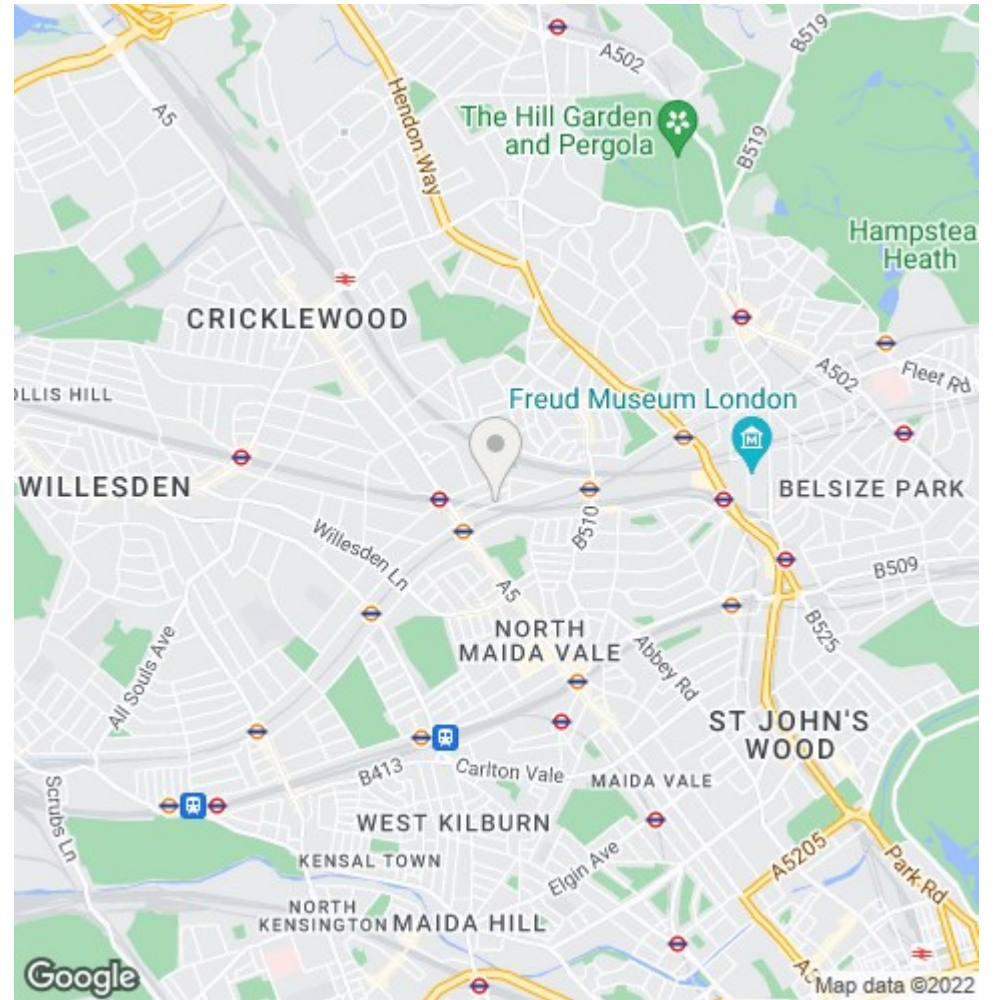 B519
A502
A5
Hendon Way
The Hill Garden
and Pergola
B519
Hampstea
Heath
CRICKLEWOOD
A502
Fleet Rd
OLLIS HILL
Freud Museum London
M
WILLESDEN
BELSIZE PARK
B510
Willesden Ln
A5
B509
NORTH
MAIDA VALE
Abbey Rd
B525
All Souls Ave
ST JOHN'S
WOOD
B413
Carlton Vale
MAIDA VALE
Scrubs Ln
WEST KILBURN
KENSAL TOWN
Elgin Ave
A5205
Park Rd
NORTH
KENSINGTON
MAIDA HILL
Google
Map data ©2022